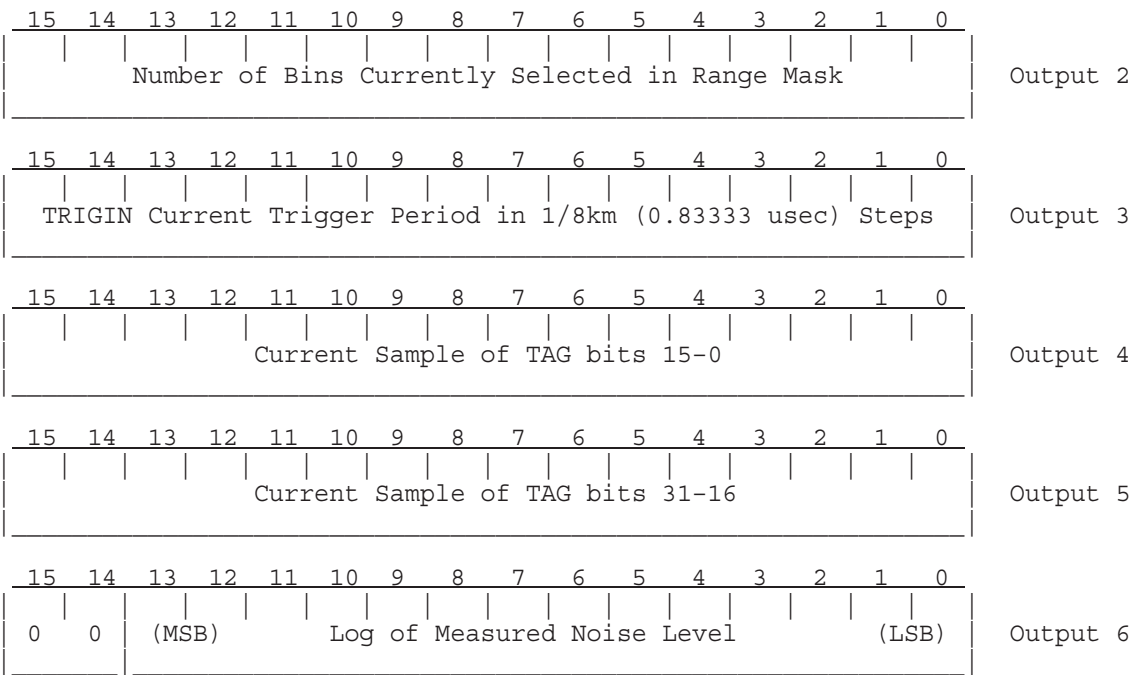 15 14 13 12 11 10 9 8 7 6 5 4 3 2 1 0
Number of Bins Currently Selected in Range Mask Output 2
15 14 13 12 11 10 9 8 7 6 5 4 3 2 1 0
TRIGIN Current Trigger Period in 1/8km (0.83333 usec) Steps Output 3
15 14 13 12 11 10 9 8 7 6 5 4 3 2 1 0
Current Sample of TAG bits 15–0 Output 4
15 14 13 12 11 10 9 8 7 6 5 4 3 2 1 0
Current Sample of TAG bits 31–16 Output 5
15 14 13 12 11 10 9 8 7 6 5 4 3 2 1 0
0 0 (MSB) Log of Measured Noise Level (LSB) Output 6